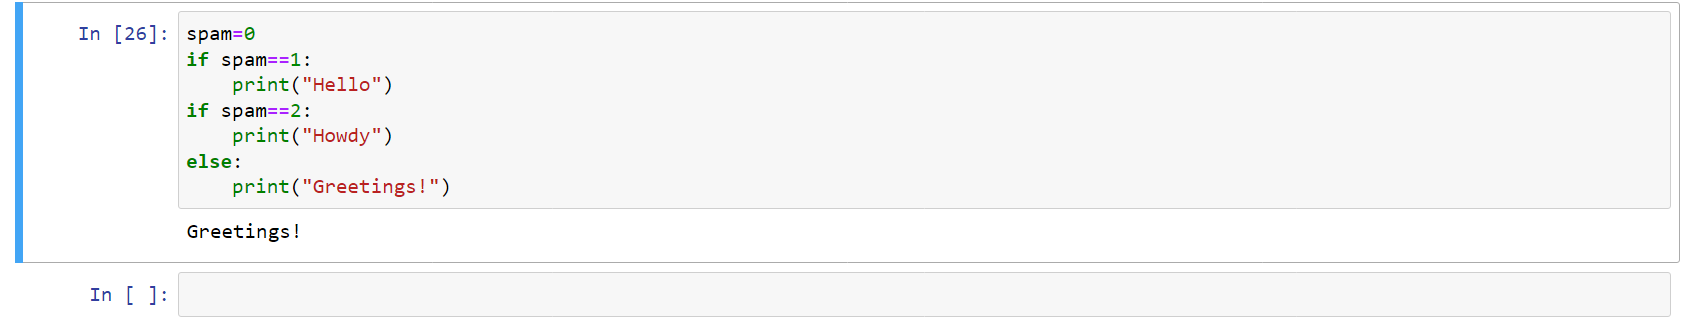 In [26]: spam=0
if spam==1:
    print("Hello")
if spam==2:
    print("Howdy")
else:
    print("Greetings!")
Greetings!
In [ ]: